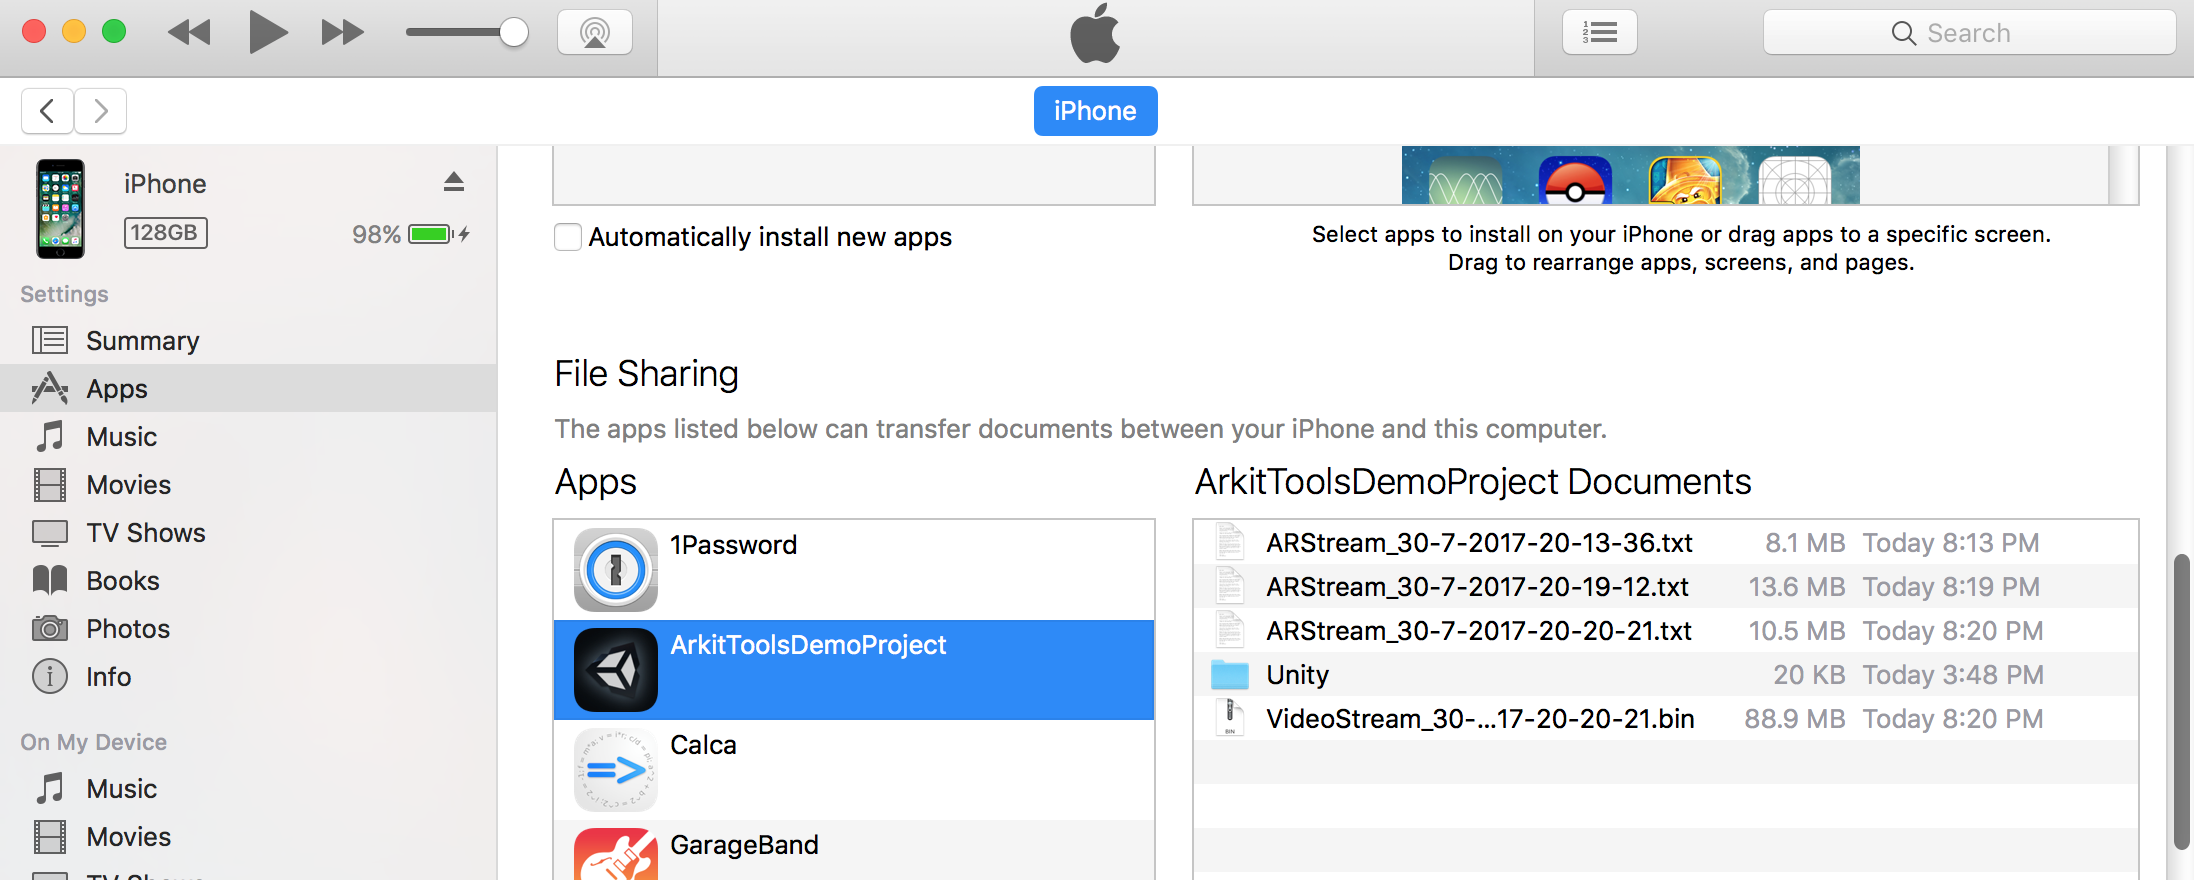 Search
iPhone
iPhone
128GB
98%
Settings
Summary
Apps
Music
Movies
TV Shows
Books
Photos
Info
On My Device
Music
Movies
TV Shows
Automatically install new apps
Select apps to install on your iPhone or drag apps to a specific screen.
Drag to rearrange apps, screens, and pages.
File Sharing
The apps listed below can transfer documents between your iPhone and this computer.
Apps
1Password
ArkitToolsDemoProject
Calca
GarageBand
ArkitToolsDemoProject Documents
ARStream_30-7-2017-20-13-36.txt 8.1 MB Today 8:13 PM
ARStream_30-7-2017-20-19-12.txt 13.6 MB Today 8:19 PM
ARStream_30-7-2017-20-20-21.txt 10.5 MB Today 8:20 PM
Unity 20 KB Today 3:48 PM
VideoStream_30-...17-20-20-21.bin 88.9 MB Today 8:20 PM